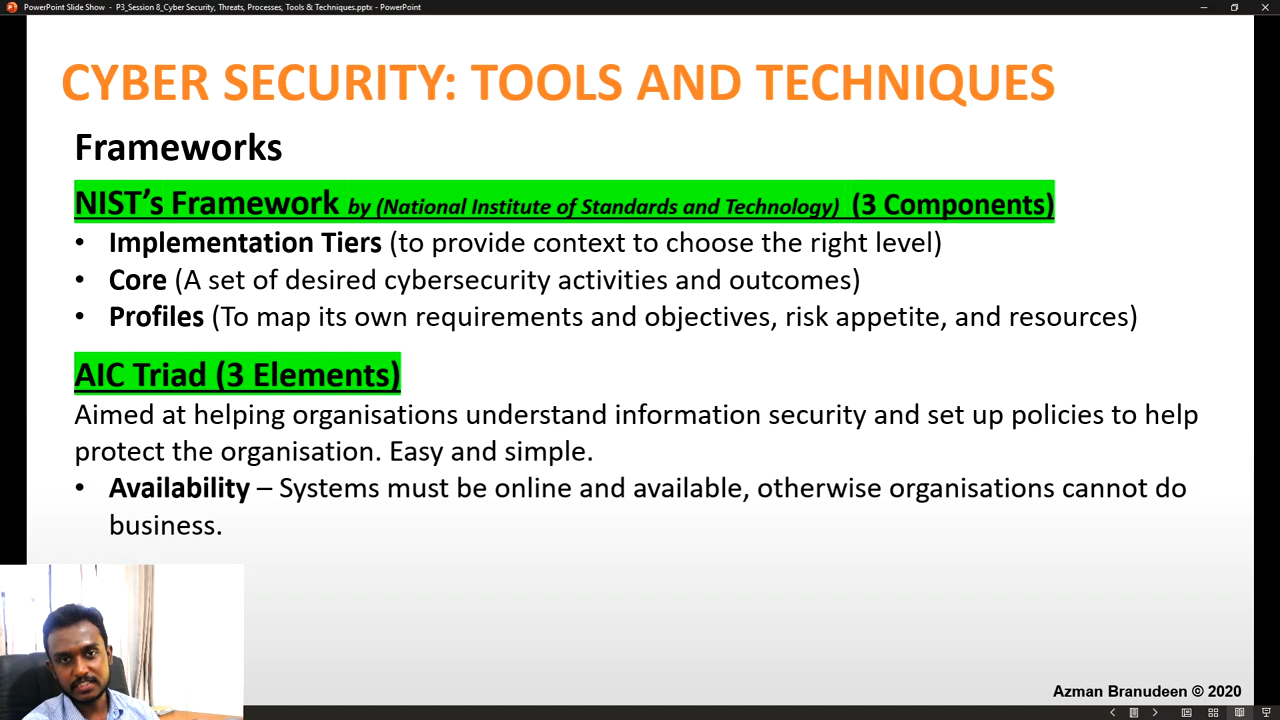 PowerPoint Slide Show - P3_Session 8_Cyber Security, Threats, Processes, Tools & Techniques.pptx - PowerPoint
CYBER SECURITY: TOOLS AND TECHNIQUES
Frameworks
NIST’s Framework by (National Institute of Standards and Technology) (3 Components)
• Implementation Tiers (to provide context to choose the right level)
• Core (A set of desired cybersecurity activities and outcomes)
• Profiles (To map its own requirements and objectives, risk appetite, and resources)
AIC Triad (3 Elements)
Aimed at helping organisations understand information security and set up policies to help
protect the organisation. Easy and simple.
• Availability – Systems must be online and available, otherwise organisations cannot do
business.
Azman Branudeen © 2020